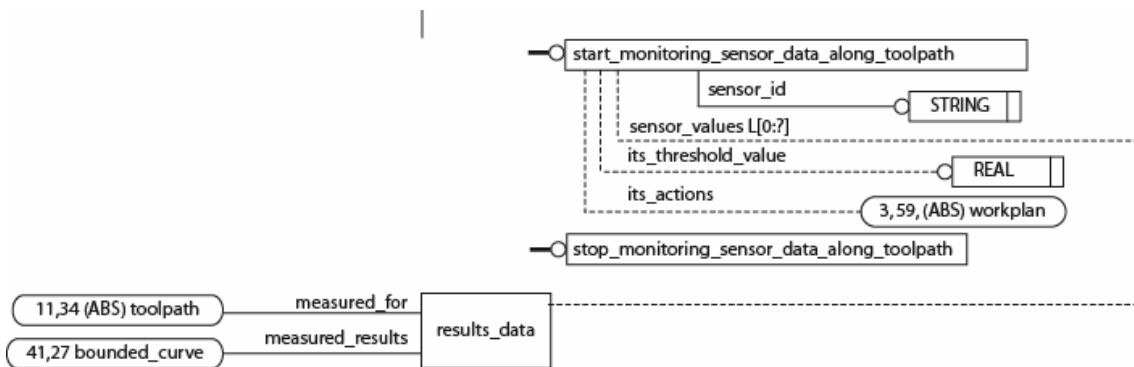 start_monitoring_sensor_data_along_toolpath
sensor_id
STRING
sensor_values L[0:?]
its_threshold_value
REAL
its_actions
3, 59, (ABS) workplan
stop_monitoring_sensor_data_along_toolpath
11,34 (ABS) toolpath
measured_for
results_data
measured_results
41,27 bounded_curve